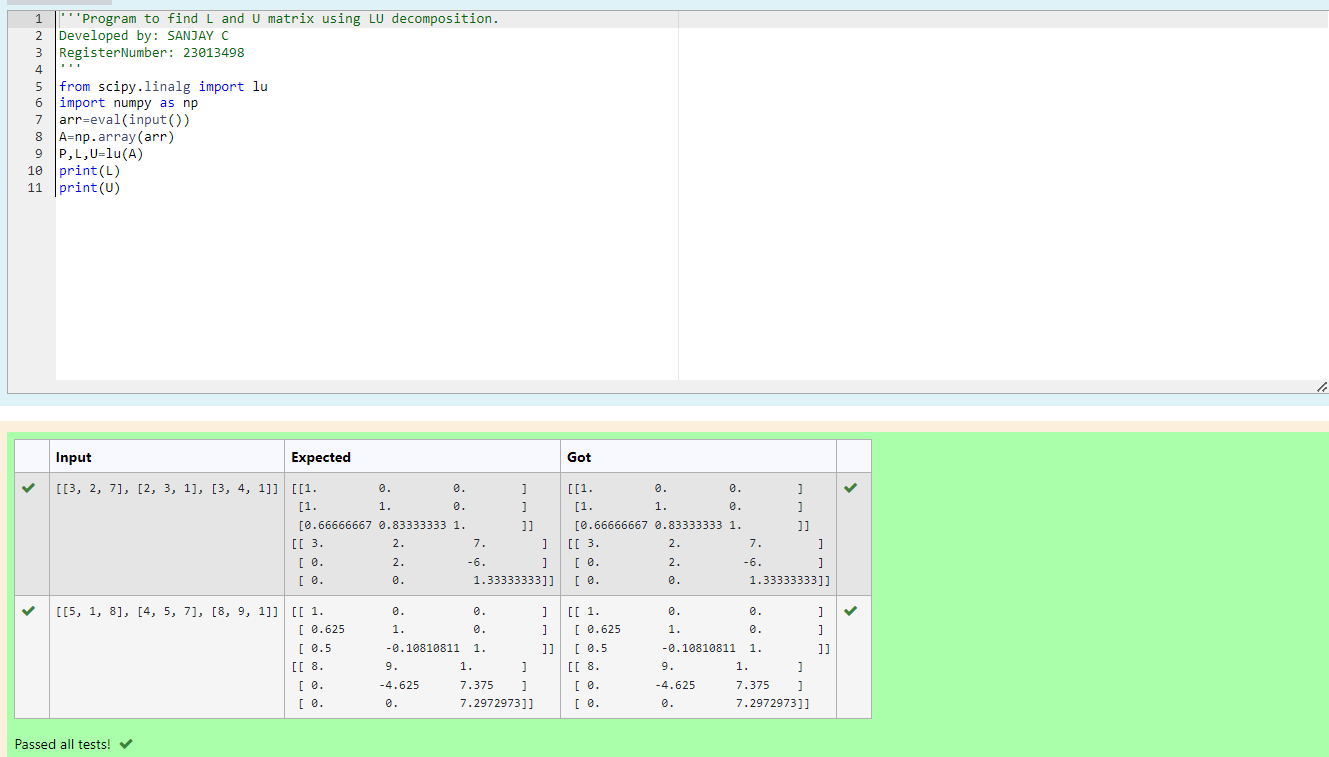 1 '''Program to find L and U matrix using LU decomposition.
2 Developed by: SANJAY C
3 RegisterNumber: 23013498
4 '''
5 from scipy.linalg import lu
6 import numpy as np
7 arr=eval(input())
8 A=np.array(arr)
9 P,L,U=lu(A)
10 print(L)
11 print(U)
Input Expected Got
[[3, 2, 7], [2, 3, 1], [3, 4, 1]] [[1. 0. 0. ] [[1. 0. 0. ]
[1. 1. 0. ] [1. 1. 0. ]
[0.66666667 0.83333333 1. ]] [0.66666667 0.83333333 1. ]]
[[ 3. 2. 7. ] [[ 3. 2. 7. ]
[ 0. 2. -6. ] [ 0. 2. -6. ]
[ 0. 0. 1.33333333]] [ 0. 0. 1.33333333]]
[[5, 1, 8], [4, 5, 7], [8, 9, 1]] [[ 1. 0. 0. ] [[ 1. 0. 0. ]
[ 0.625 1. 0. ] [ 0.625 1. 0. ]
[ 0.5 -0.10810811 1. ]] [ 0.5 -0.10810811 1. ]]
[[ 8. 9. 1. ] [[ 8. 9. 1. ]
[ 0. -4.625 7.375 ] [ 0. -4.625 7.375 ]
[ 0. 0. 7.2972973]] [ 0. 0. 7.2972973]]
Passed all tests!